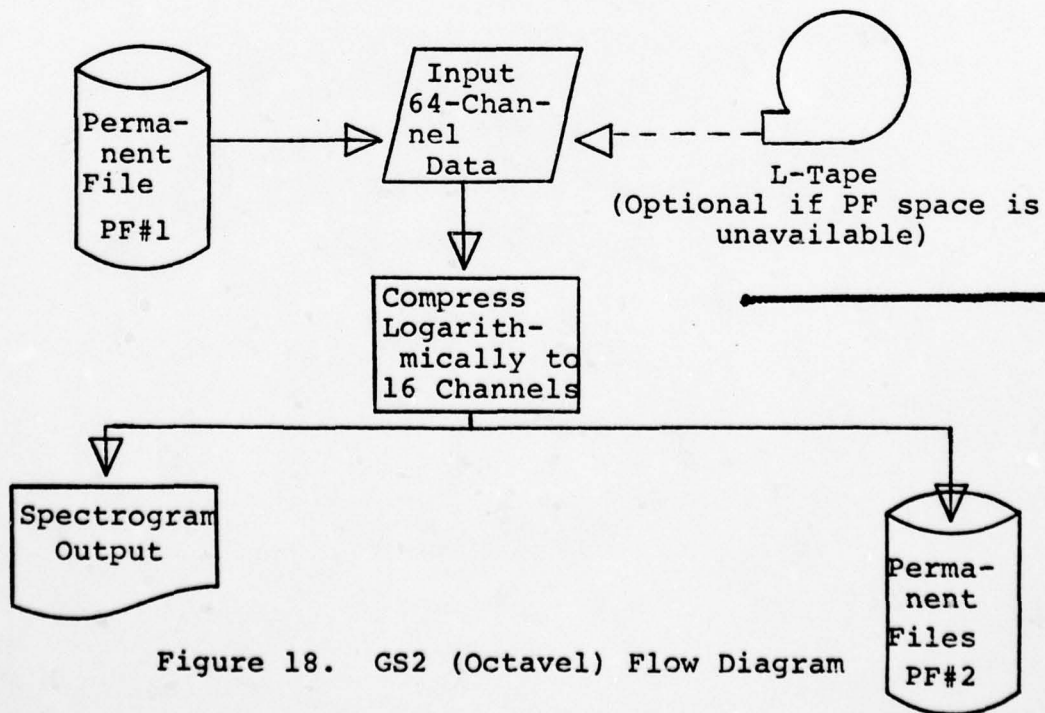 Perma-
nent
File
PF#1
Input
64-Chan-
nel
Data
L-Tape
(Optional if PF space is
unavailable)
Compress
Logarith-
mically to
16 Channels
Spectrogram
Output
Perma-
nent
Files
PF#2
Figure 18. GS2 (Octavel) Flow Diagram